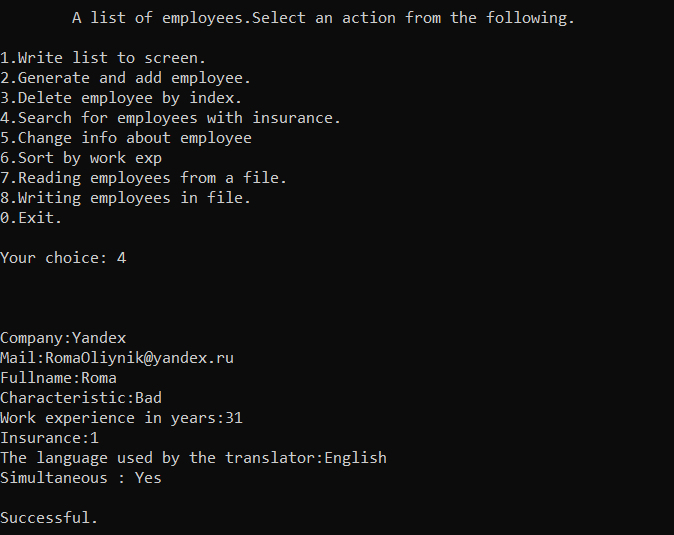 A list of employees.Select an action from the following.
1.Write list to screen.
2.Generate and add employee.
3.Delete employee by index.
4.Search for employees with insurance.
5.Change info about employee
6.Sort by work exp
7.Reading employees from a file.
8.Writing employees in file.
0.Exit.
Your choice: 4
Company:Yandex
Mail:RomaOliynik@yandex.ru
Fullname:Roma
Characteristic:Bad
Work experience in years:31
Insurance:1
The language used by the translator:English
Simultaneous : Yes
Successful.